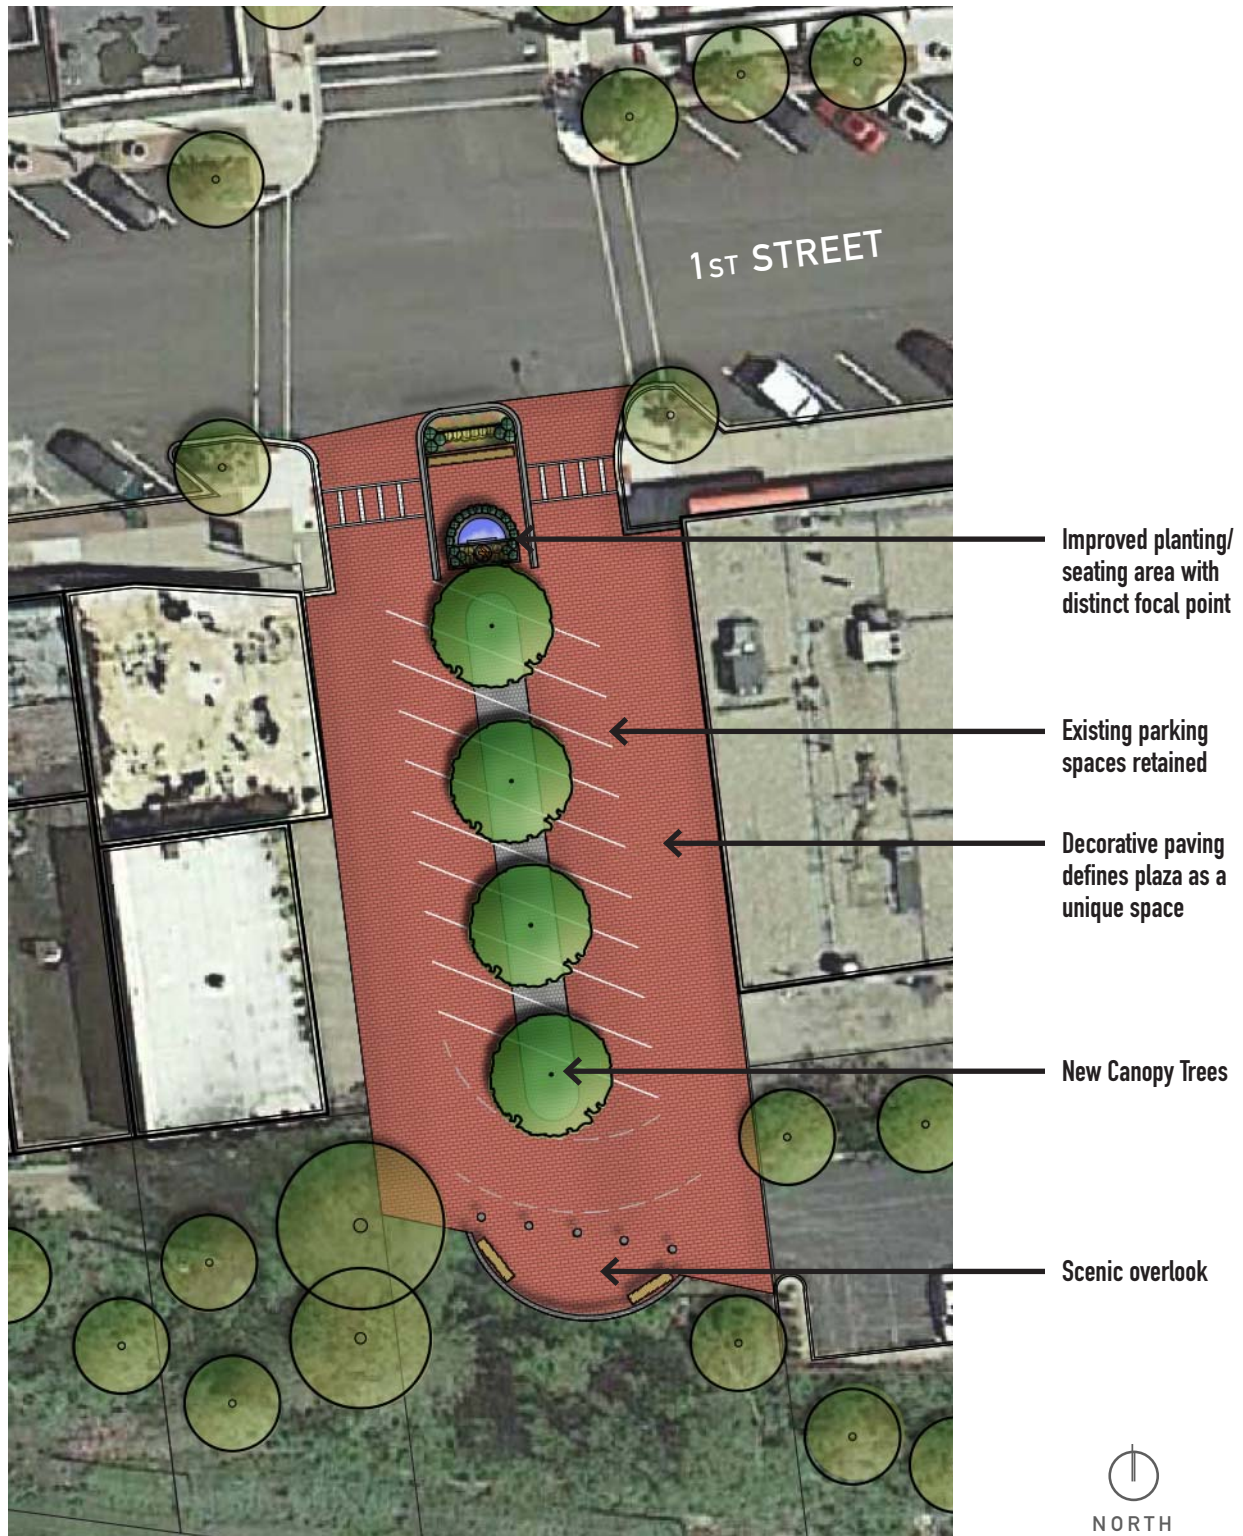 1ST STREET
Improved planting/
seating area with
distinct focal point
Existing parking
spaces retained
Decorative paving
defines plaza as a
unique space
New Canopy Trees
Scenic overlook
NORTH